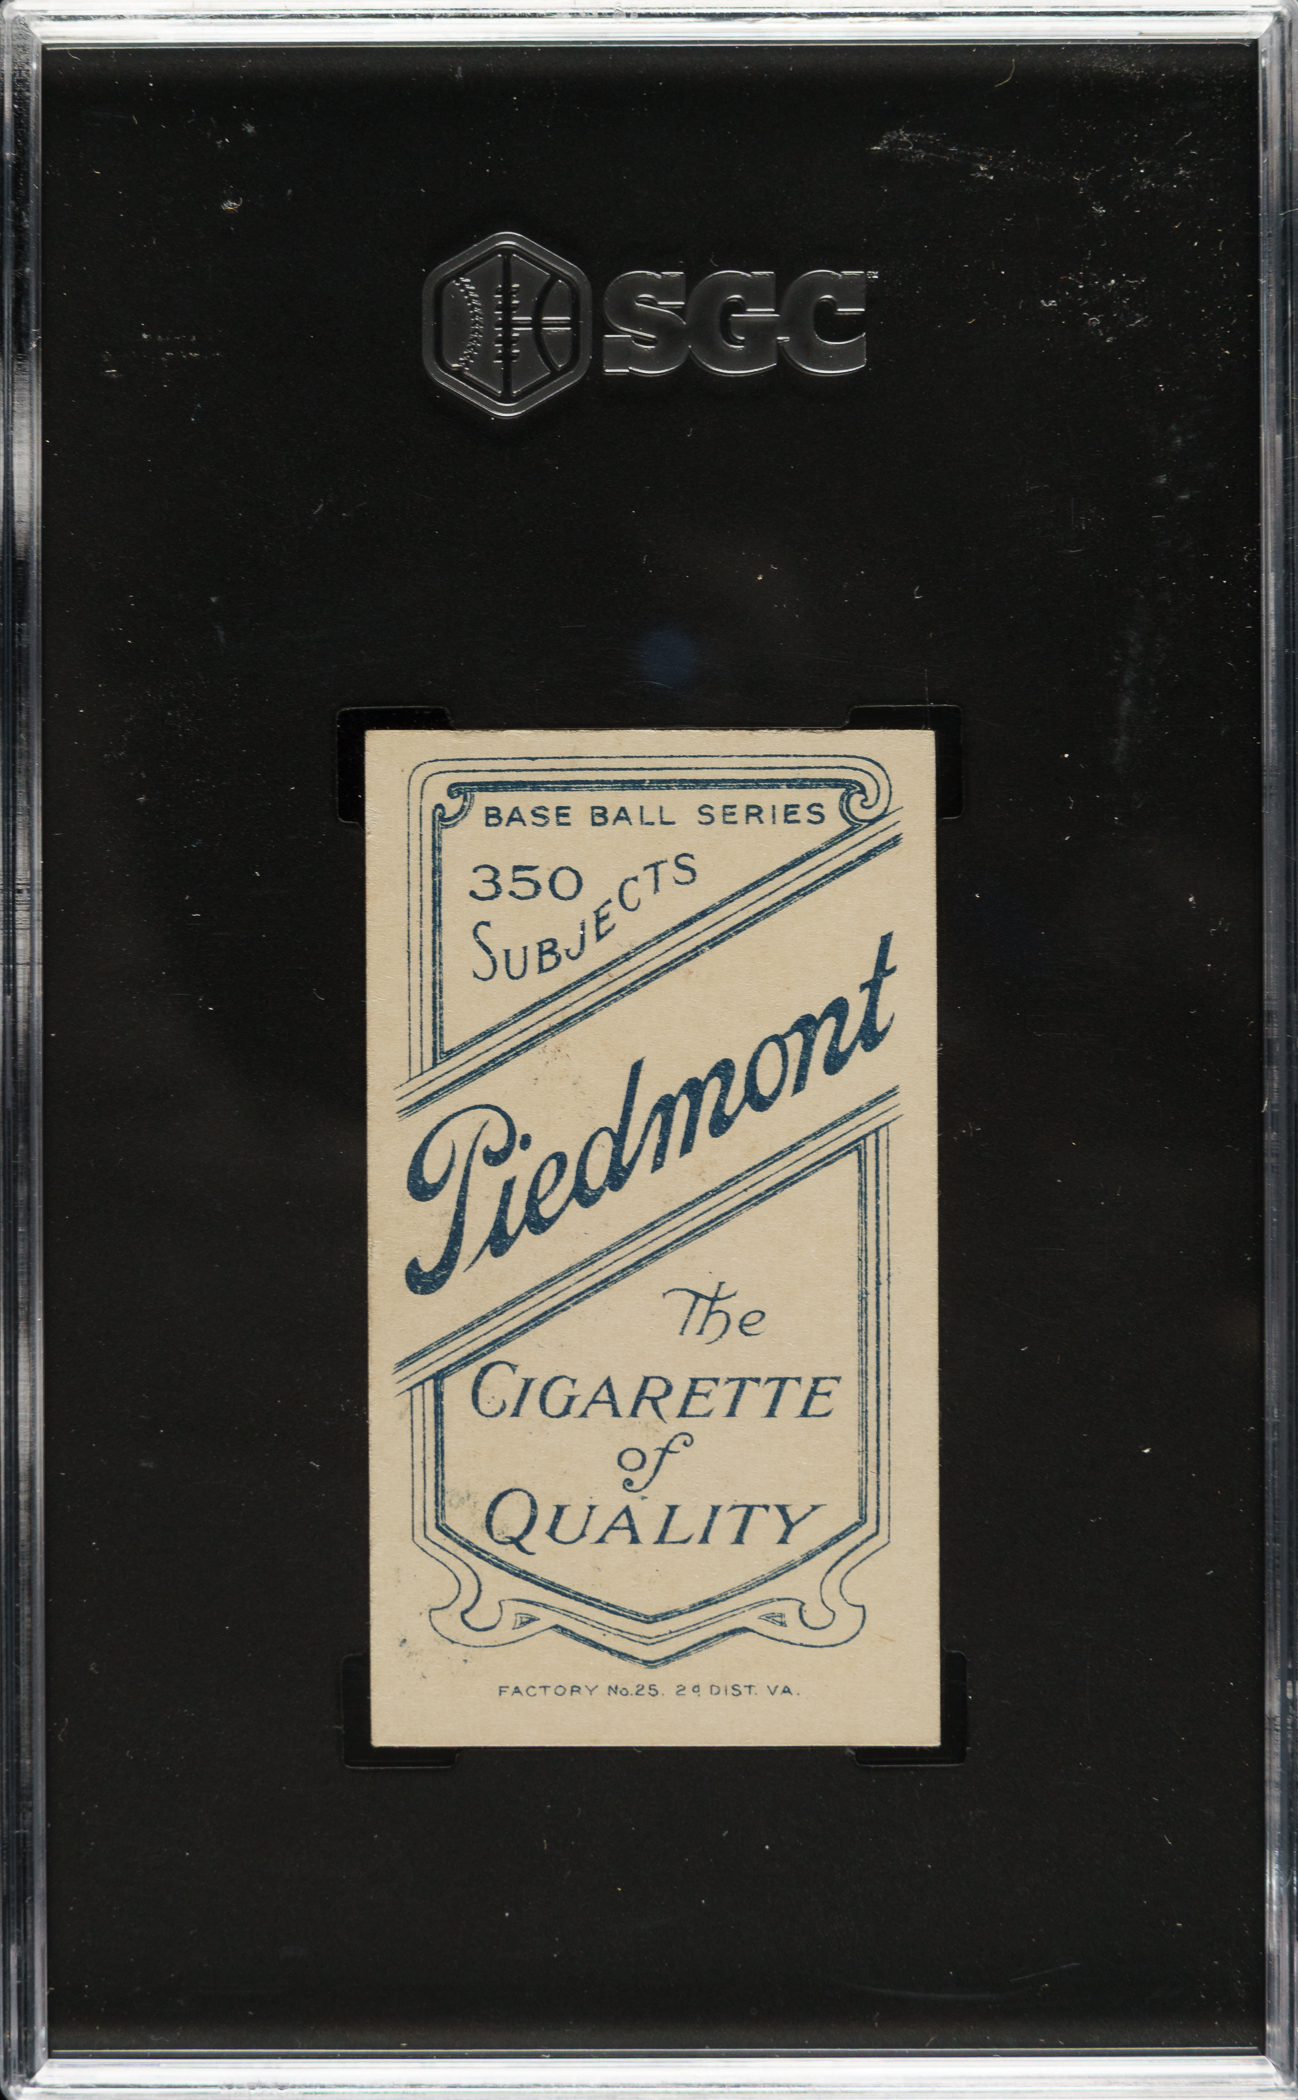 SGC
BASE BALL SERIES
350
SUBJECTS
Piedmont
The
CIGARETTE
of
QUALITY
FACTORY No.25. 2d DIST. VA.